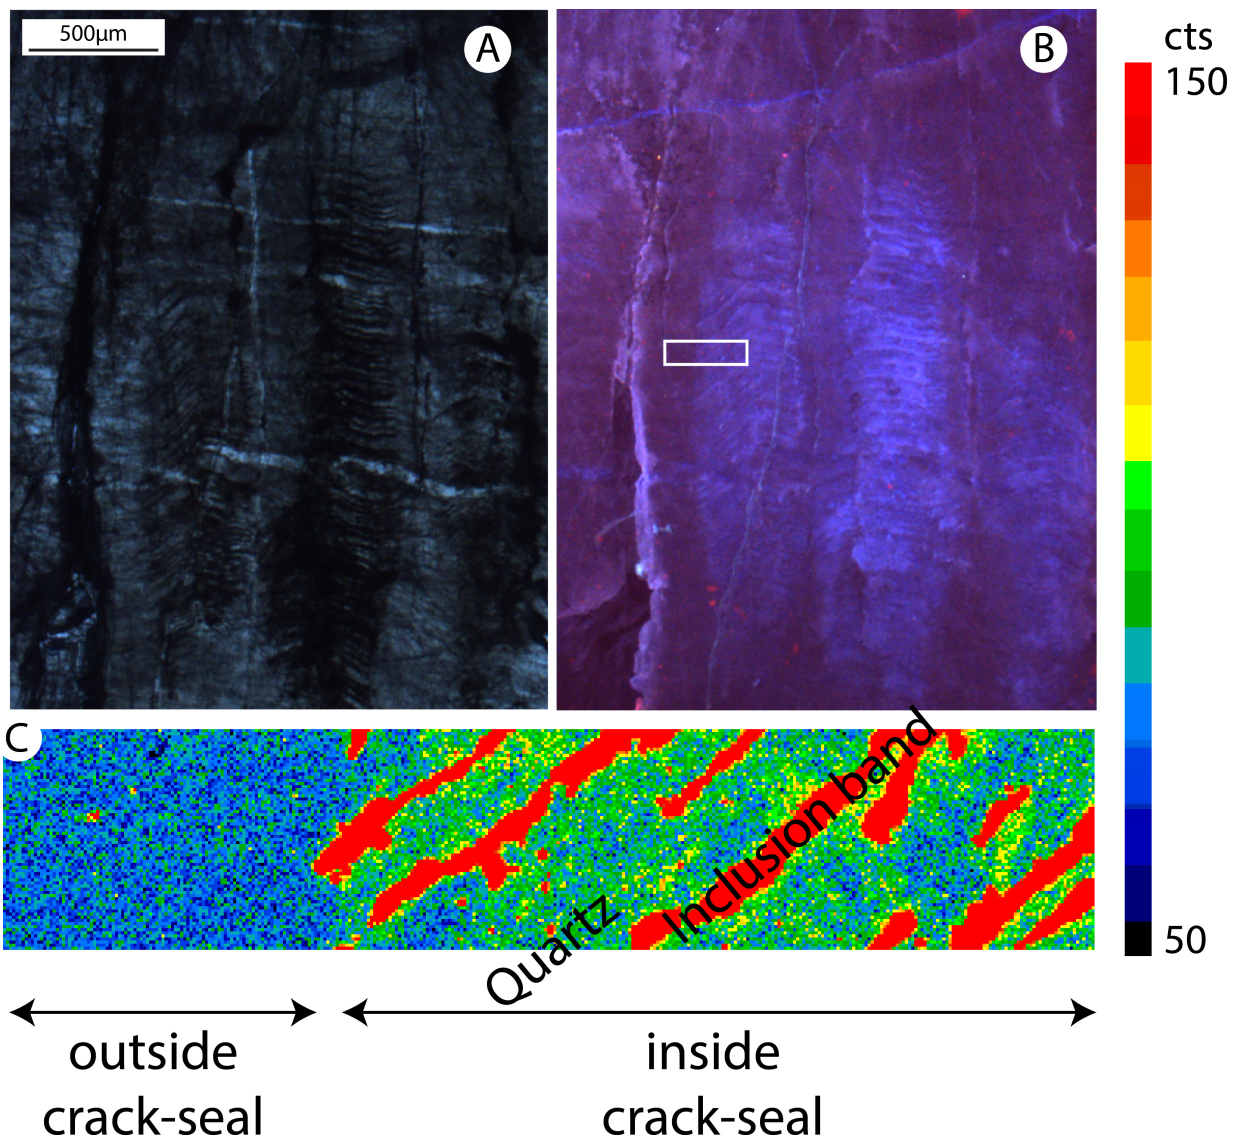 500µm
A
B
cts
150
C
Inclusion band
Quartz
50
outside
crack-seal
inside
crack-seal